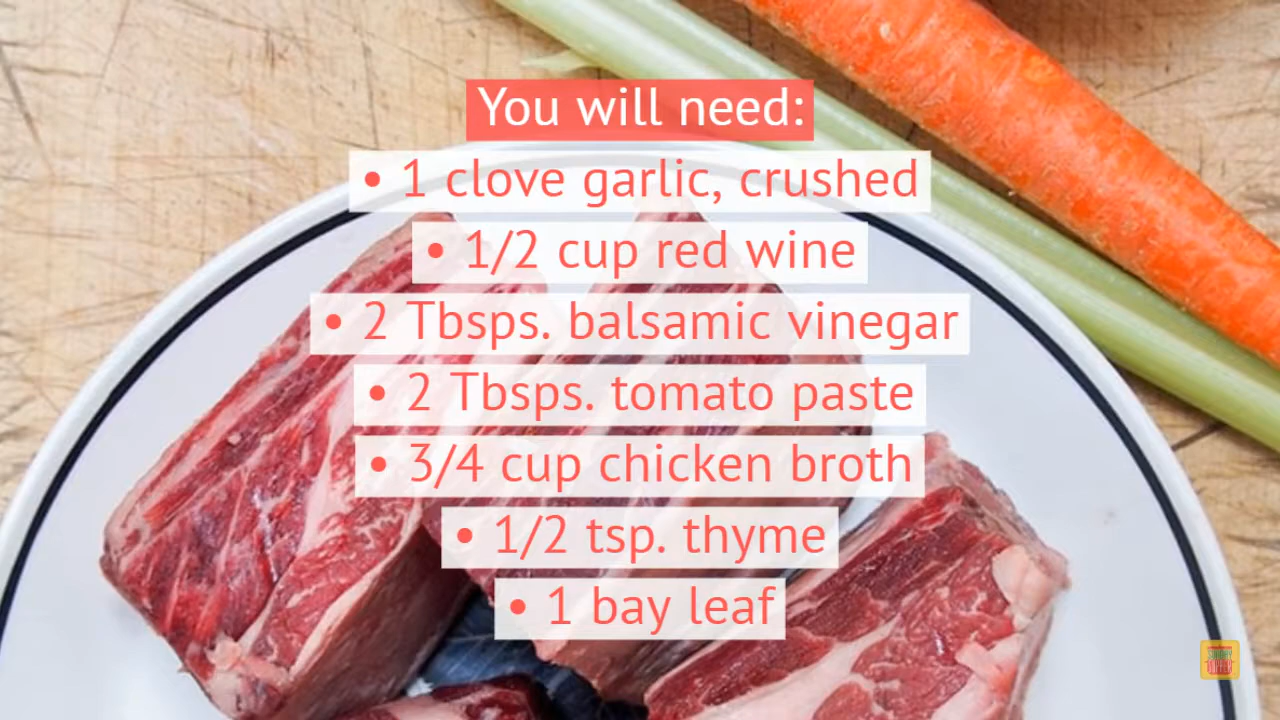 You will need:
• 1 clove garlic, crushed
• 1/2 cup red wine
• 2 Tbsps. balsamic vinegar
• 2 Tbsps. tomato paste
• 3/4 cup chicken broth
• 1/2 tsp. thyme
• 1 bay leaf